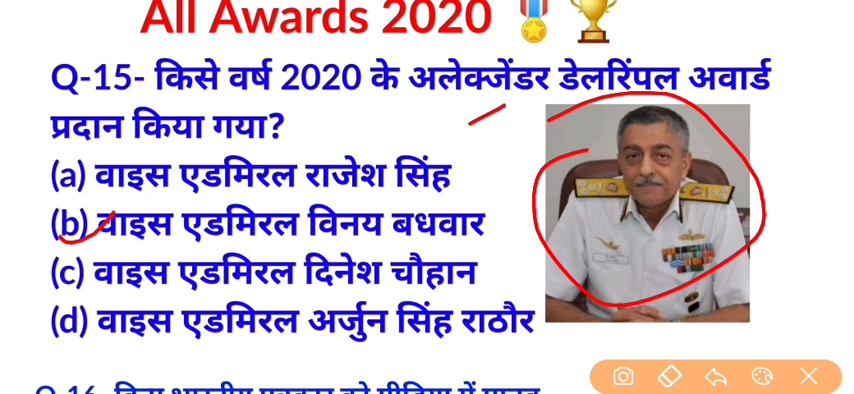 All Awards 2020
Q-15- किसे वर्ष 2020 के अलेक्जेंडर डेलरिंपल अवार्ड
प्रदान किया गया?
(a) वाइस एडमिरल राजेश सिंह
(b) वाइस एडमिरल विनय बधवार
(c) वाइस एडमिरल दिनेश चौहान
(d) वाइस एडमिरल अर्जुन सिंह राठौर